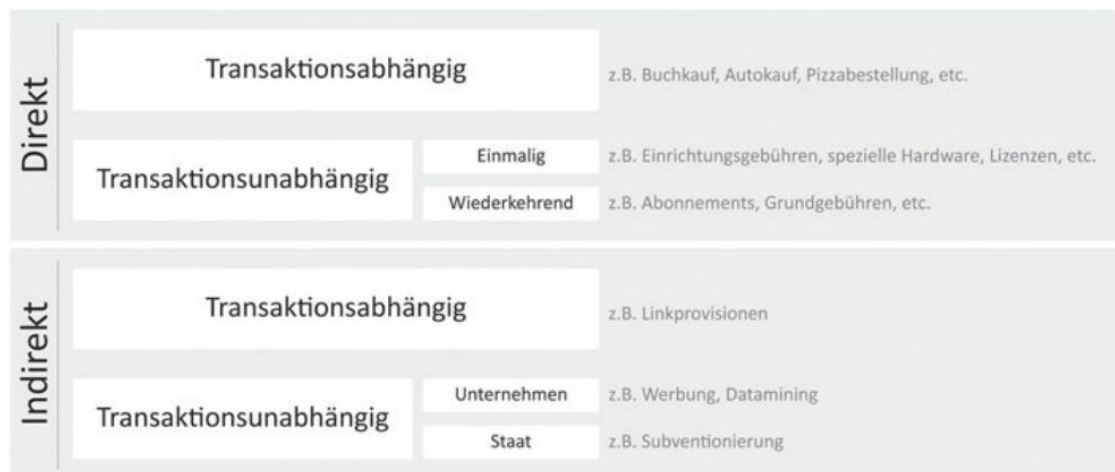 Direkt
Transaktionsabhängig
z.B. Buchkauf, Autokauf, Pizzabestellung, etc.
Transaktionsunabhängig
Einmalig
z.B. Einrichtungsgebühren, spezielle Hardware, Lizenzen, etc.
Wiederkehrend
z.B. Abonnements, Grundgebühren, etc.
Indirekt
Transaktionsabhängig
z.B. Linkprovisionen
Transaktionsunabhängig
Unternehmen
z.B. Werbung, Datamining
Staat
z.B. Subventionierung